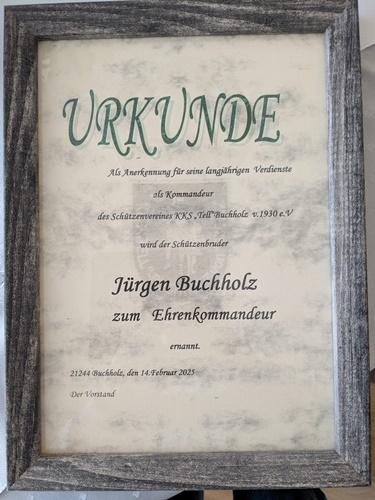 URKUNDE
Als Anerkennung für seine langjährigen Verdienste
als Kommandeur
des Schützenvereines KKS „Tell"Buchholz v.1930 e.V
wird der Schützenbruder
Jürgen Buchholz
zum Ehrenkommandeur
ernannt.
21244 Buchholz, den 14.Februar 2025
Der Vorstand